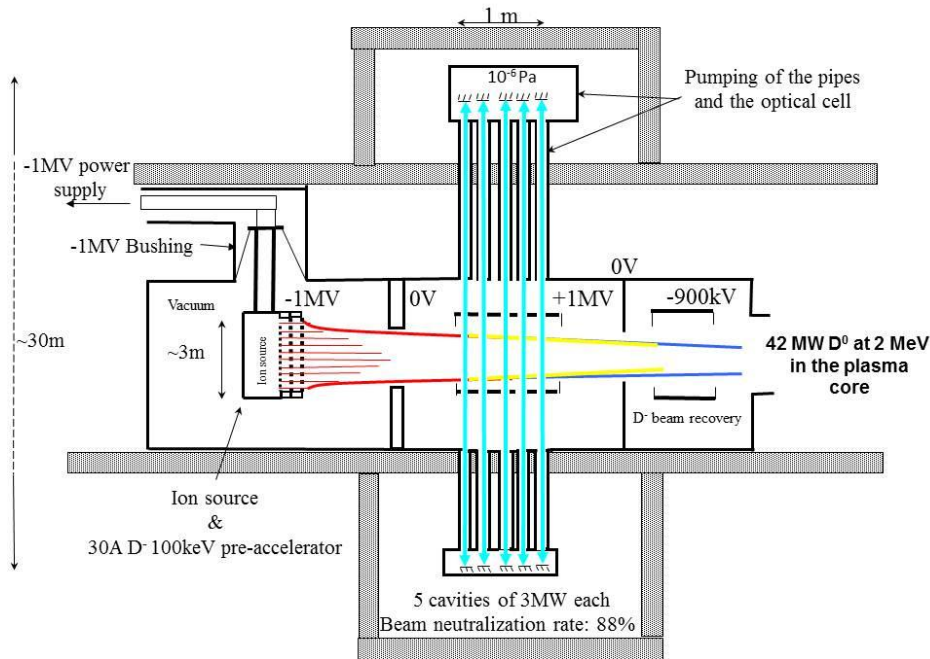 1 m
10⁻⁶ Pa
Pumping of the pipes
and the optical cell
-1MV power
supply
-1MV Bushing
Vacuum
-1MV
0V
+1MV
0V
-900kV
~30m
~3m
Ion source
42 MW D⁰ at 2 MeV
in the plasma
core
D⁻ beam recovery
Ion source
&
30A D⁻ 100keV pre-accelerator
5 cavities of 3MW each
Beam neutralization rate: 88%